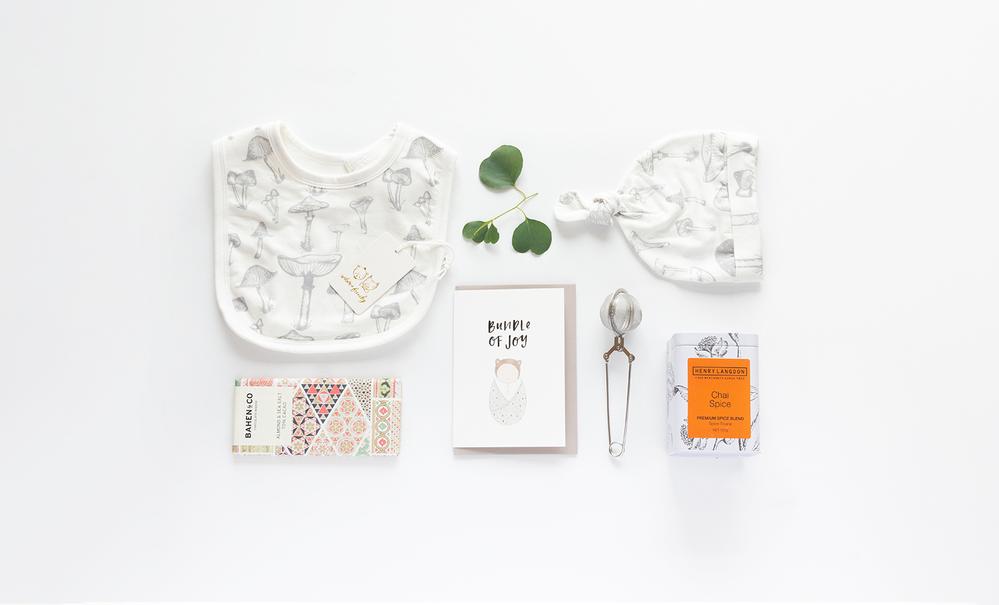 BUNDLE
OF JOY
BAHEN & CO
ALMOND & SEA SALT
70% CACAO
HENRY LANGDON
Chai
Spice
PREMIUM SPICE BLEND